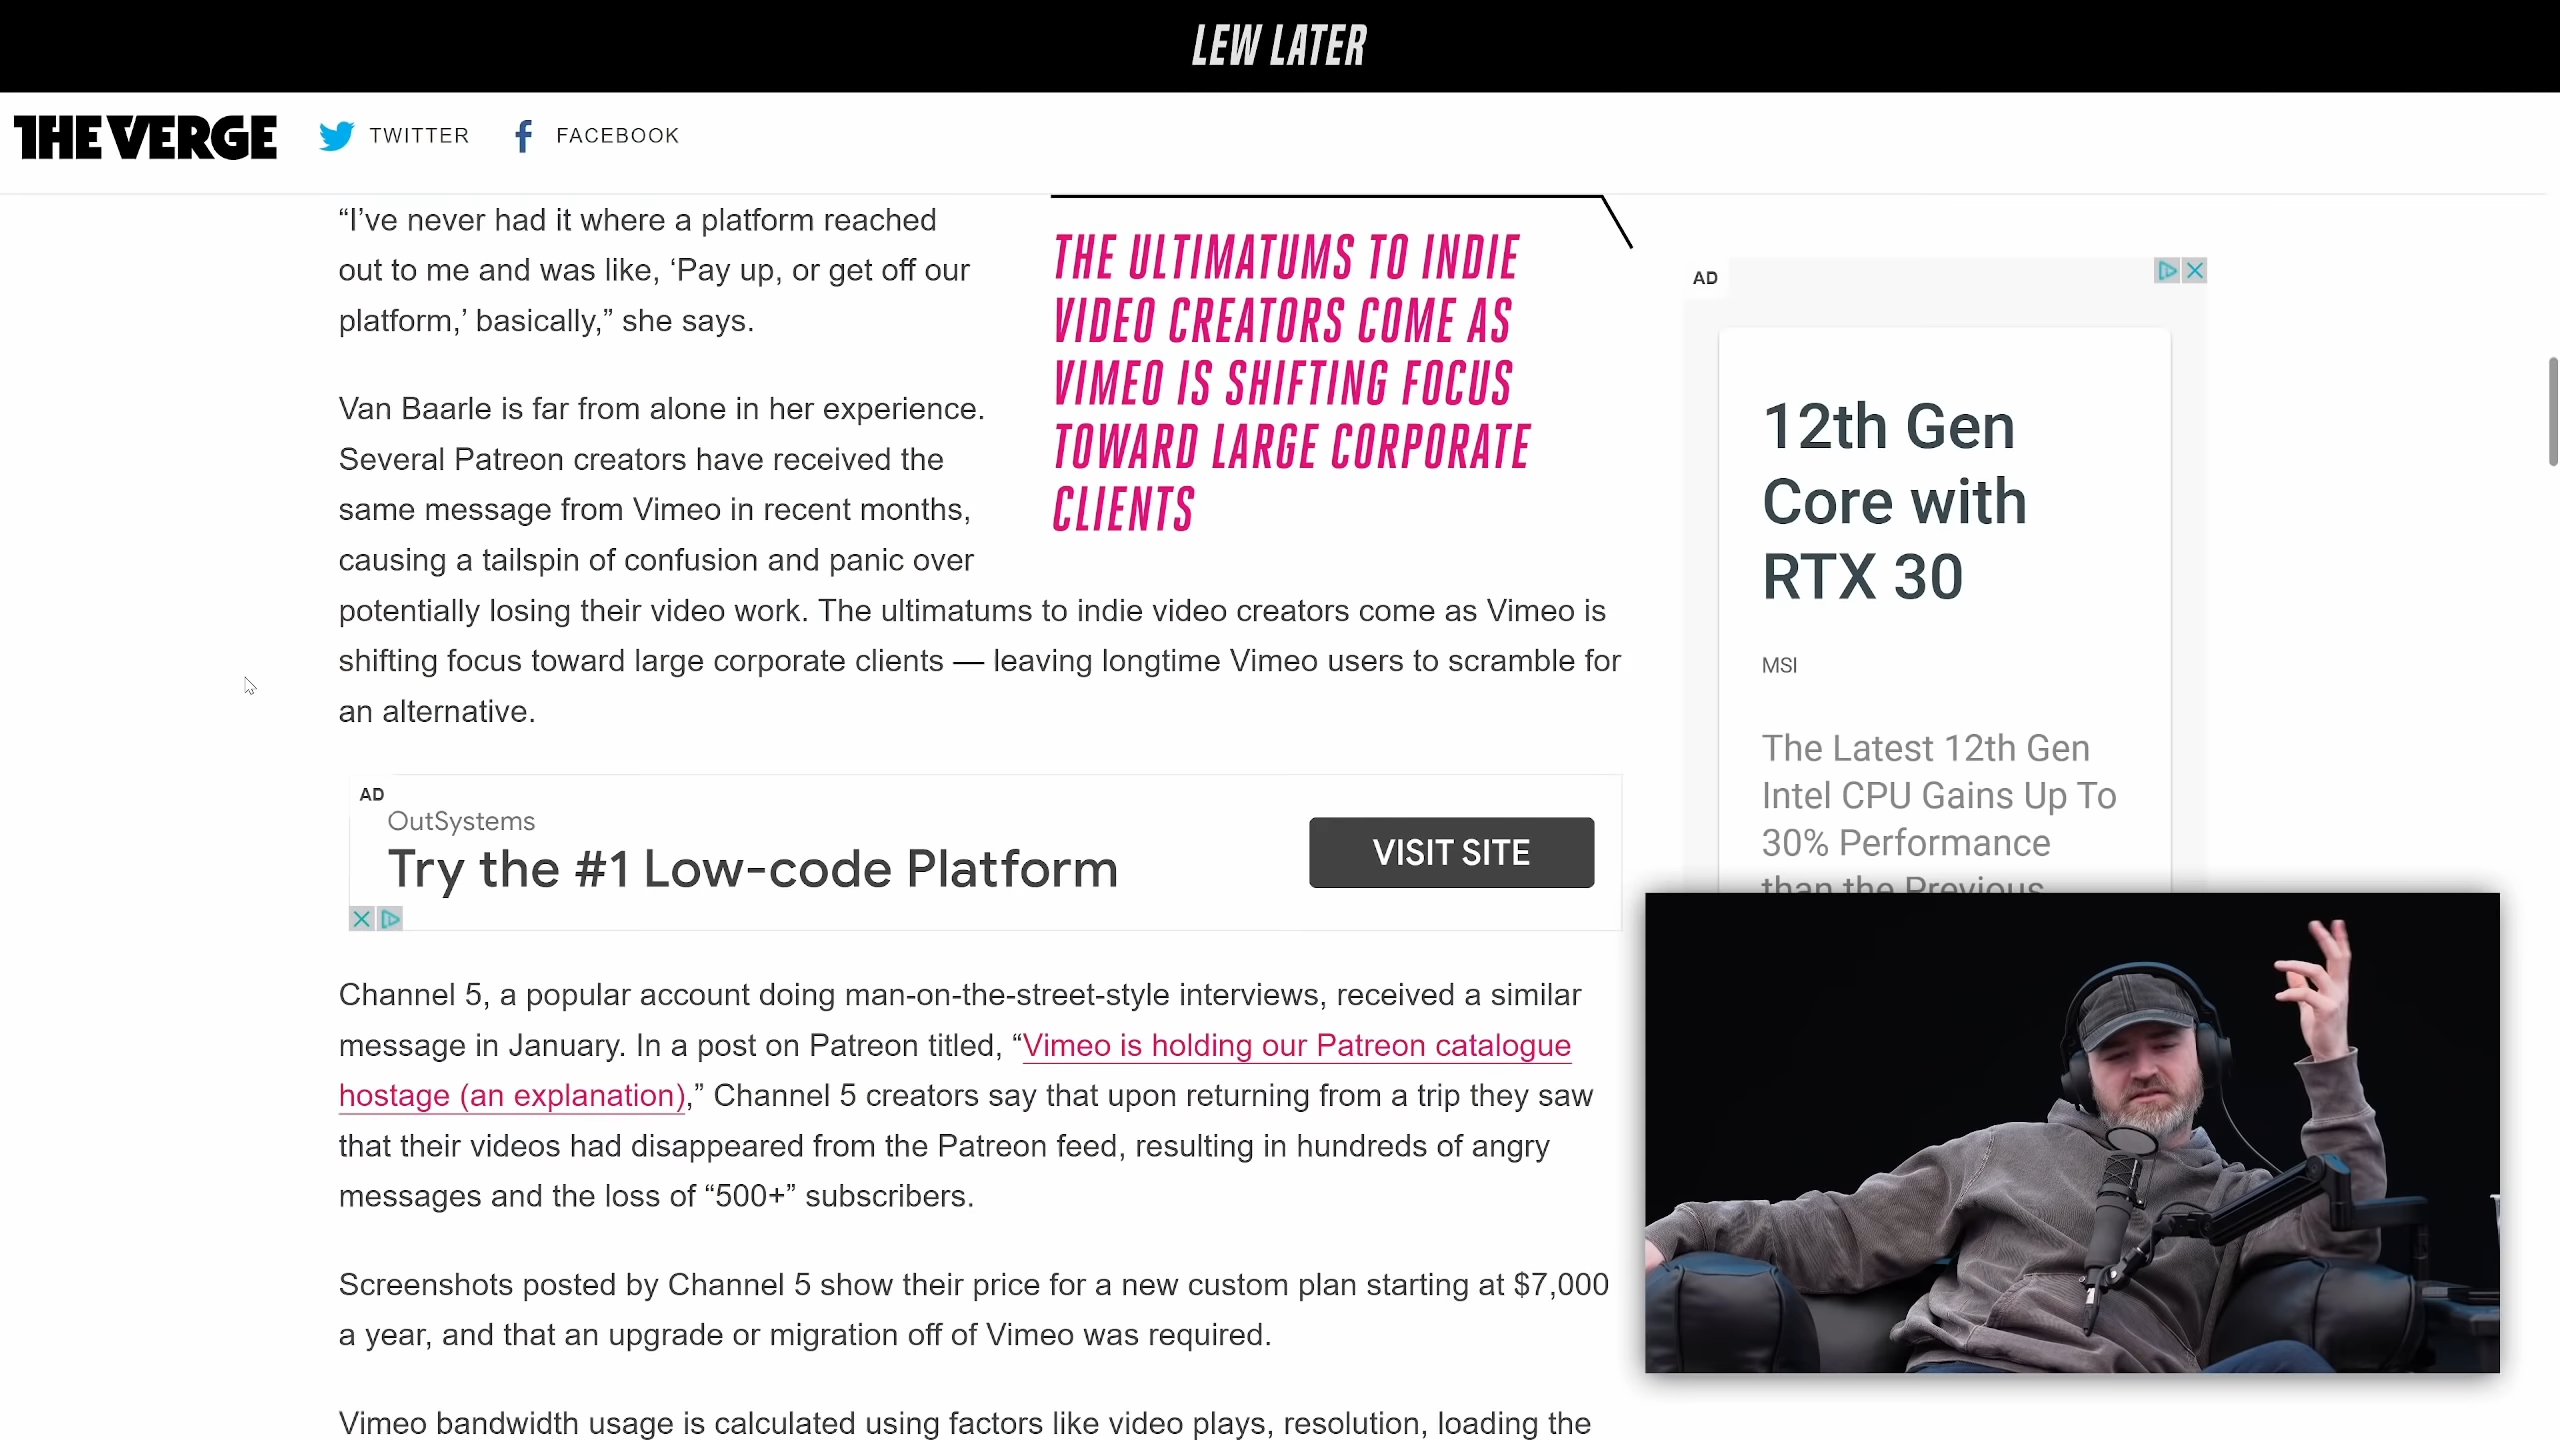 LEW LATER
THE VERGE
TWITTER
FACEBOOK
“I’ve never had it where a platform reached
out to me and was like, ‘Pay up, or get off our
platform,’ basically,” she says.
THE ULTIMATUMS TO INDIE
VIDEO CREATORS COME AS
VIMEO IS SHIFTING FOCUS
TOWARD LARGE CORPORATE
CLIENTS
Van Baarle is far from alone in her experience.
Several Patreon creators have received the
same message from Vimeo in recent months,
causing a tailspin of confusion and panic over
potentially losing their video work. The ultimatums to indie video creators come as Vimeo is
shifting focus toward large corporate clients — leaving longtime Vimeo users to scramble for
an alternative.
AD
OutSystems
Try the #1 Low-code Platform
VISIT SITE
Channel 5, a popular account doing man-on-the-street-style interviews, received a similar
message in January. In a post on Patreon titled, “Vimeo is holding our Patreon catalogue
hostage (an explanation),” Channel 5 creators say that upon returning from a trip they saw
that their videos had disappeared from the Patreon feed, resulting in hundreds of angry
messages and the loss of “500+” subscribers.
Screenshots posted by Channel 5 show their price for a new custom plan starting at $7,000
a year, and that an upgrade or migration off of Vimeo was required.
Vimeo bandwidth usage is calculated using factors like video plays, resolution, loading the
AD
12th Gen
Core with
RTX 30
MSI
The Latest 12th Gen
Intel CPU Gains Up To
30% Performance
than the Previous